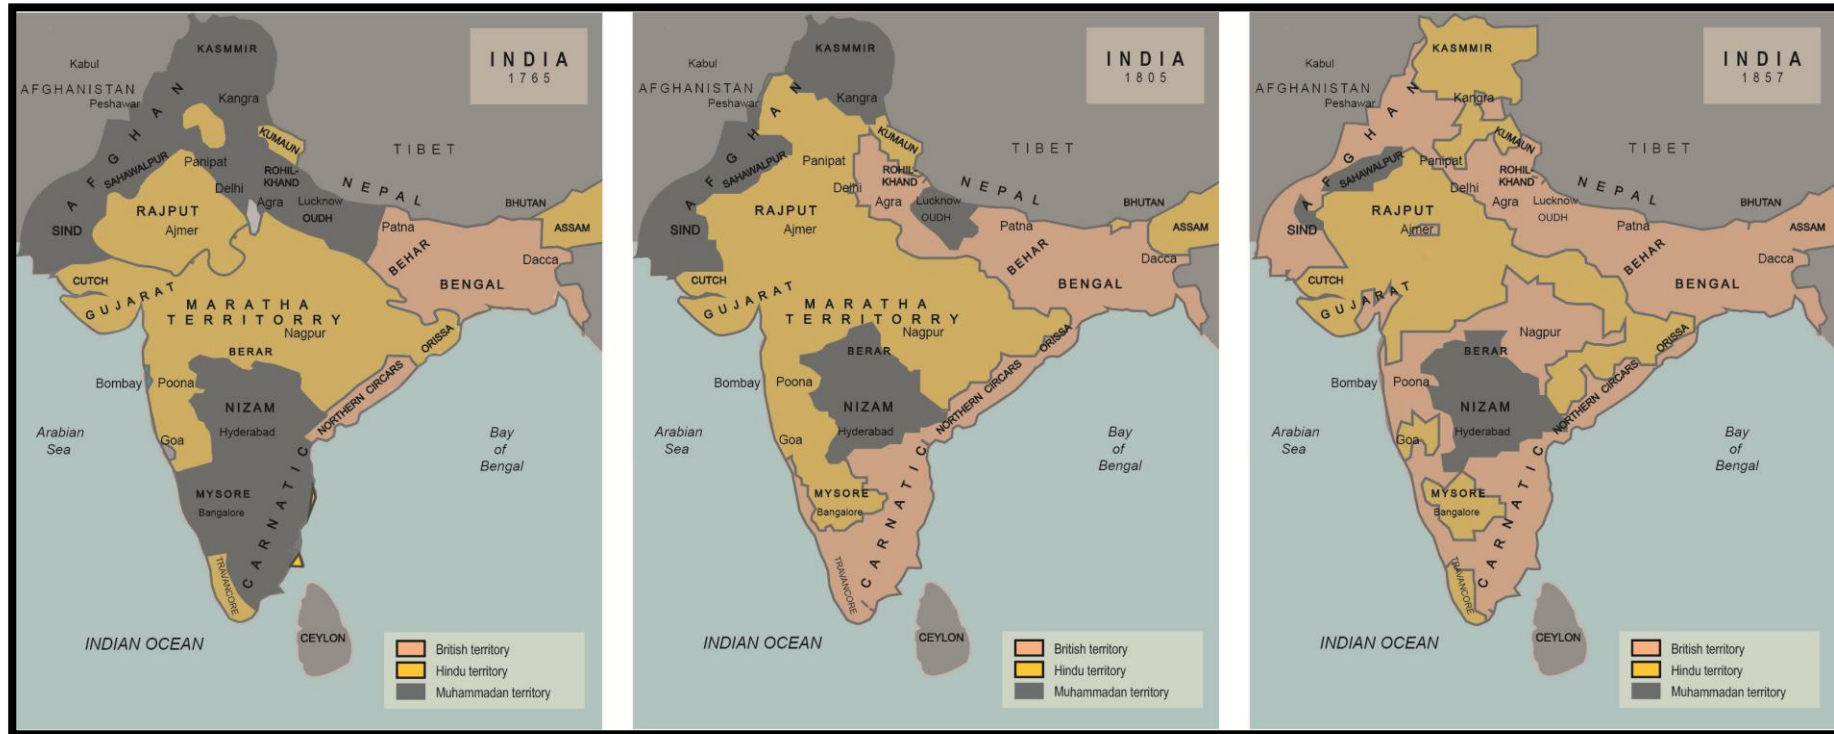 INDIA
1765
KASMMIR
Kabul
AFGHANISTAN
Peshawar
Kangra
AFGHAN
KUMAUN
TIBET
SAHAWALPUR
Panipat
ROHIL-
KHAND
Delhi
NEPAL
Agra
Lucknow
OUDH
BHUTAN
RAJPUT
Ajmer
SIND
Patna
ASSAM
BEHAR
Dacca
CUTCH
BENGAL
GUJARAT
MARATHA
TERRITORRY
Nagpur
ORISSA
BERAR
Bombay
Poona
NORTHERN CIRCARS
NIZAM
Hyderabad
Arabian
Sea
Goa
Bay
of
Bengal
CARNATIC
MYSORE
Bangalore
TRAVANCORE
INDIAN OCEAN
CEYLON
British territory
Hindu territory
Muhammadan territory
INDIA
1805
KASMMIR
Kabul
AFGHANISTAN
Peshawar
Kangra
AFGHAN
KUMAUN
TIBET
SAHAWALPUR
Panipat
ROHIL-
KHAND
Delhi
NEPAL
Agra
Lucknow
OUDH
BHUTAN
RAJPUT
Ajmer
SIND
Patna
ASSAM
BEHAR
Dacca
CUTCH
BENGAL
GUJARAT
MARATHA
TERRITORRY
Nagpur
ORISSA
BERAR
Bombay
Poona
NORTHERN CIRCARS
NIZAM
Hyderabad
Arabian
Sea
Goa
Bay
of
Bengal
CARNATIC
MYSORE
Bangalore
TRAVANCORE
INDIAN OCEAN
CEYLON
British territory
Hindu territory
Muhammadan territory
INDIA
1857
KASMMIR
Kabul
AFGHANISTAN
Peshawar
Kangra
AFGHAN
KUMAUN
TIBET
SAHAWALPUR
Panipat
ROHIL-
KHAND
Delhi
NEPAL
Agra
Lucknow
OUDH
BHUTAN
RAJPUT
Ajmer
SIND
Patna
ASSAM
BEHAR
Dacca
CUTCH
BENGAL
GUJARAT
Nagpur
ORISSA
BERAR
Bombay
Poona
NORTHERN CIRCARS
NIZAM
Hyderabad
Arabian
Sea
Goa
Bay
of
Bengal
CARNATIC
MYSORE
Bangalore
TRAVANCORE
INDIAN OCEAN
CEYLON
British territory
Hindu territory
Muhammadan territory